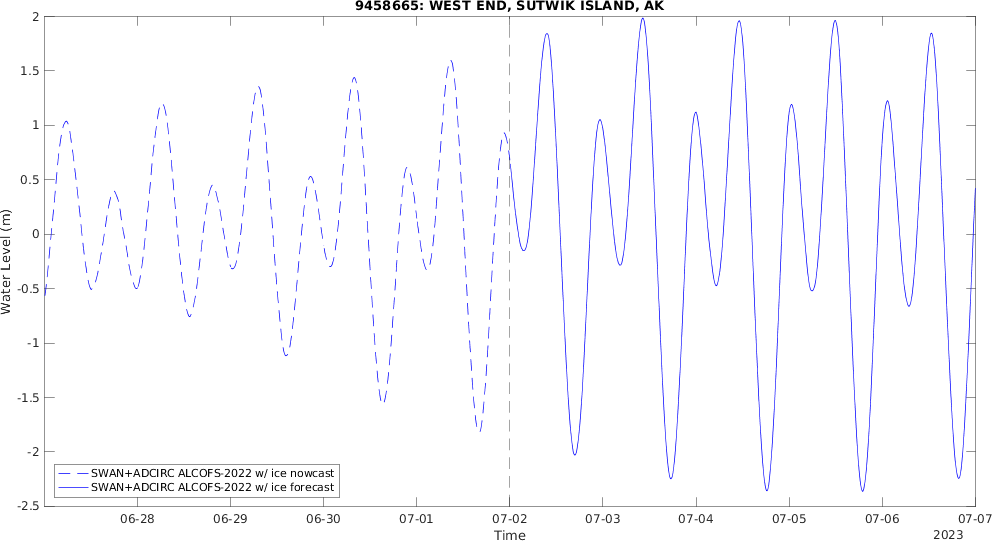 9458665: WEST END, SUTWIK ISLAND, AK
2
1.5
1
0.5
0
-0.5
-1
-1.5
-2
-2.5
Water Level (m)
SWAN+ADCIRC ALCOFS-2022 w/ ice nowcast
SWAN+ADCIRC ALCOFS-2022 w/ ice forecast
06-28 06-29 06-30 07-01 07-02 07-03 07-04 07-05 07-06 07-07
Time
2023